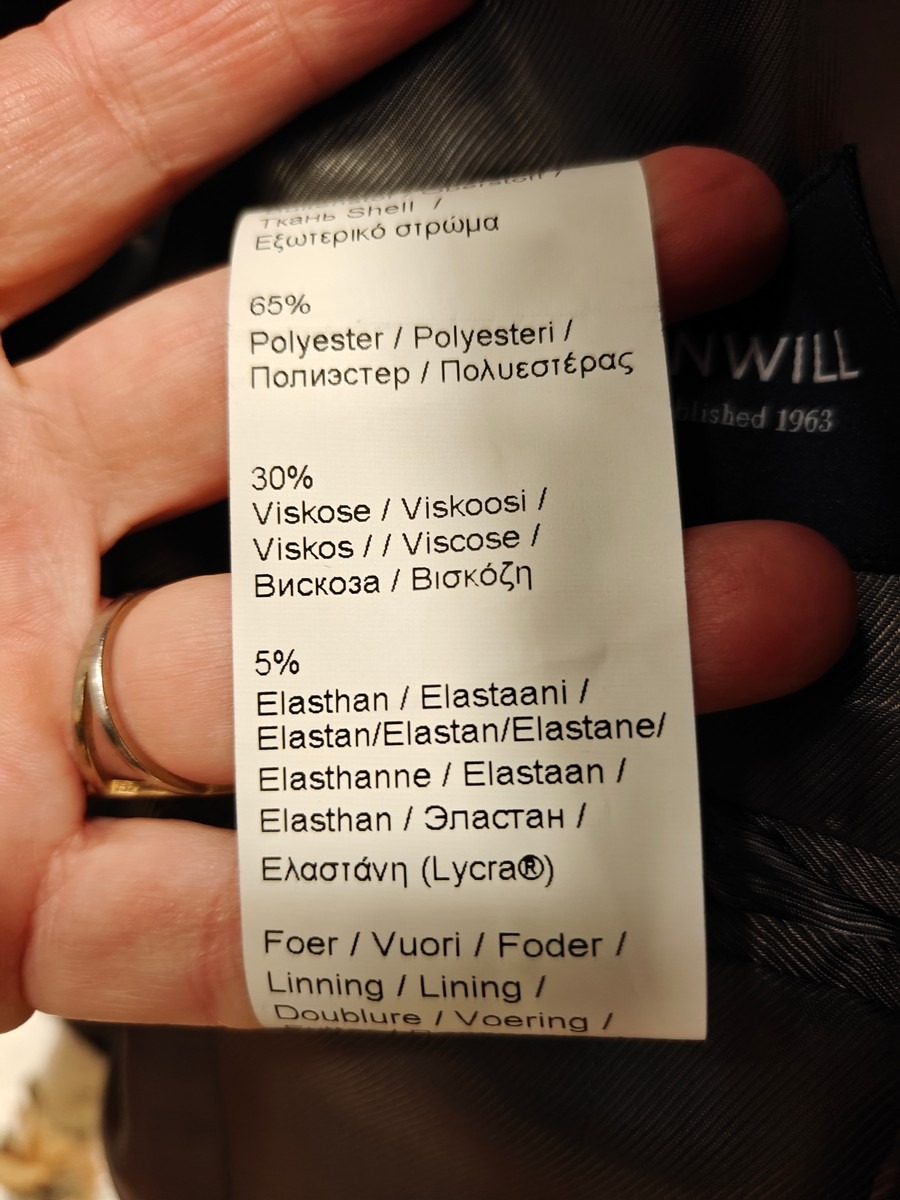 Oberstoff /
Ткань Shell /
Εξωτερικό στρώμα
65%
Polyester / Polyesteri /
Полиэстер / Πολυεστέρας
30%
Viskose / Viskoosi /
Viskos / / Viscose /
Вискоза / Βισκόζη
5%
Elasthan / Elastaani /
Elastan/Elastan/Elastane/
Elasthanne / Elastaan /
Elasthan / Эластан /
Ελαστάνη (Lycra®)
Foer / Vuori / Foder /
Linning / Lining /
Doublure / Voering /
NWILL
lished 1963